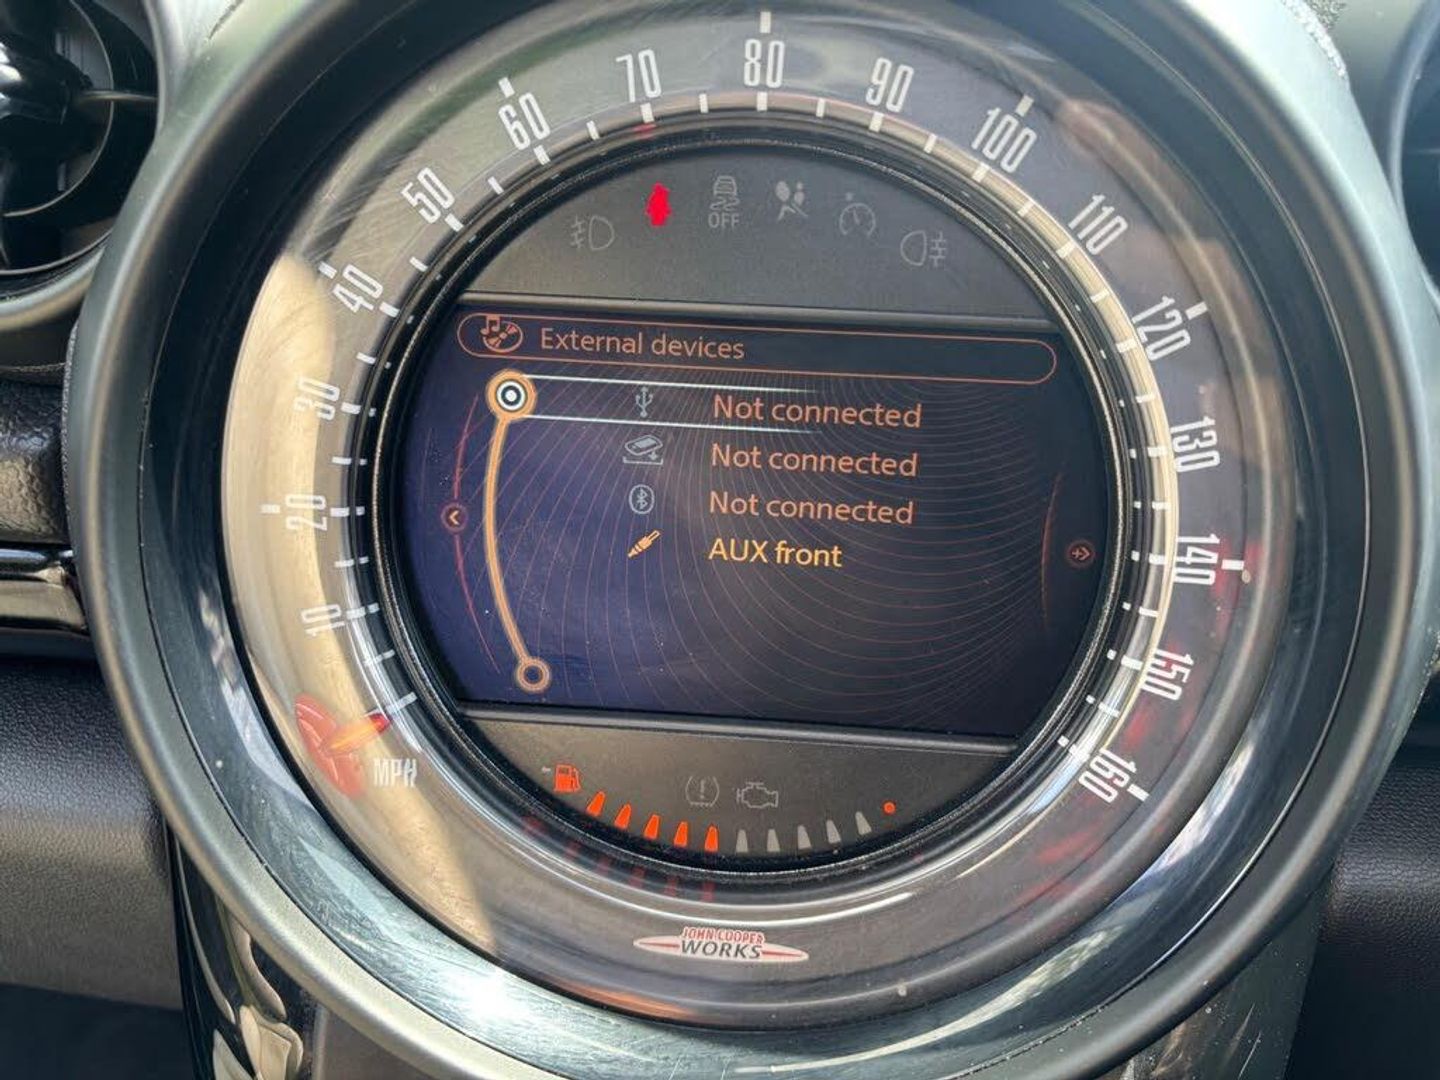 10
20
30
40
50
60
70
80
90
100
110
120
130
140
150
160
MPH
OFF
External devices
Not connected
Not connected
Not connected
AUX front
JOHN COOPER
WORKS